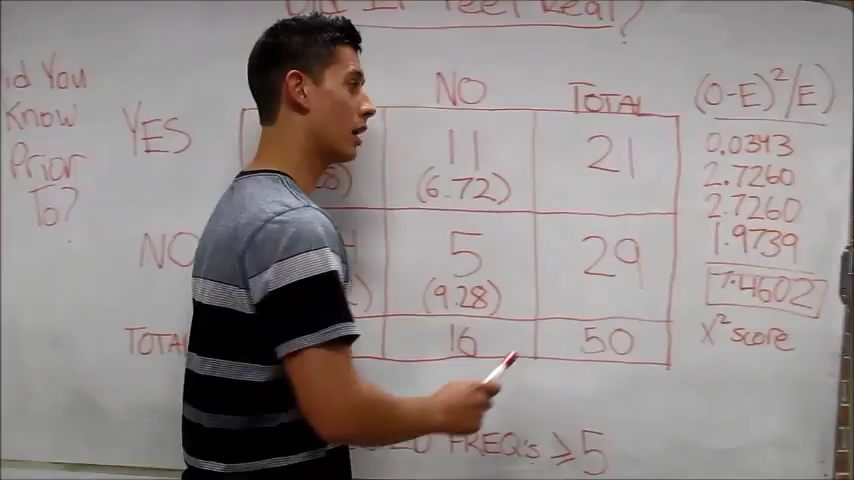 Did It Feel Real?
Did You
Know
Prior
To?
NO TOTAL
YES 11 21
(6.72)
NO 5 29
(9.28)
TOTAL 16 50
(O-E)²/E)
0.0343
2.7260
2.7260
1.9739
7.4602
X² score
FREQ's ≥ 5